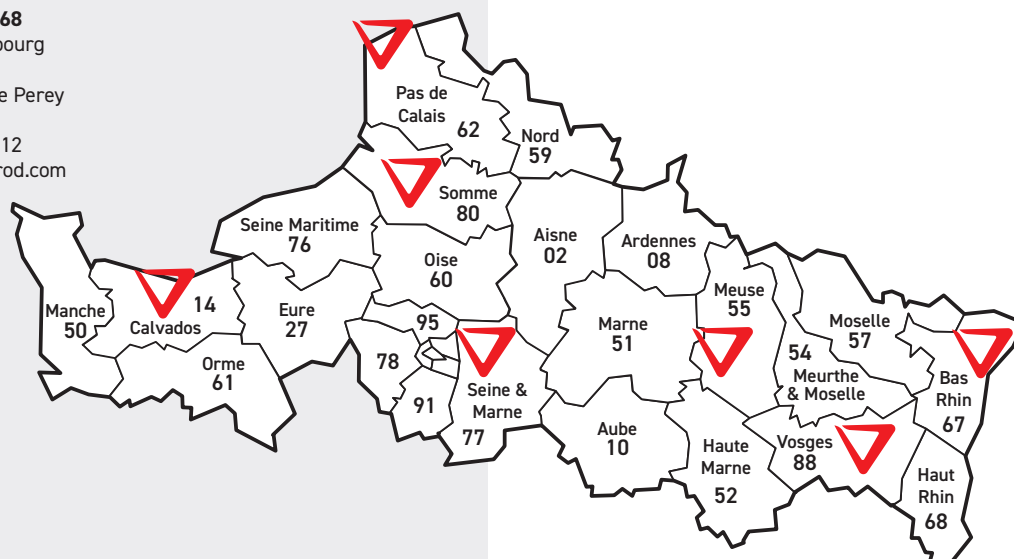 68
bourg
e Perey
12
rod.com
Pas de
Calais
62
Nord
59
Somme
80
Seine Maritime
76
Oise
60
Aisne
02
Ardennes
08
Manche
50
14
Calvados
Eure
27
Orme
61
95
78
91
Seine &
Marne
77
Marne
51
Meuse
55
Moselle
57
54
Meurthe
& Moselle
Bas
Rhin
67
Aube
10
Haute
Marne
52
Vosges
88
Haut
Rhin
68